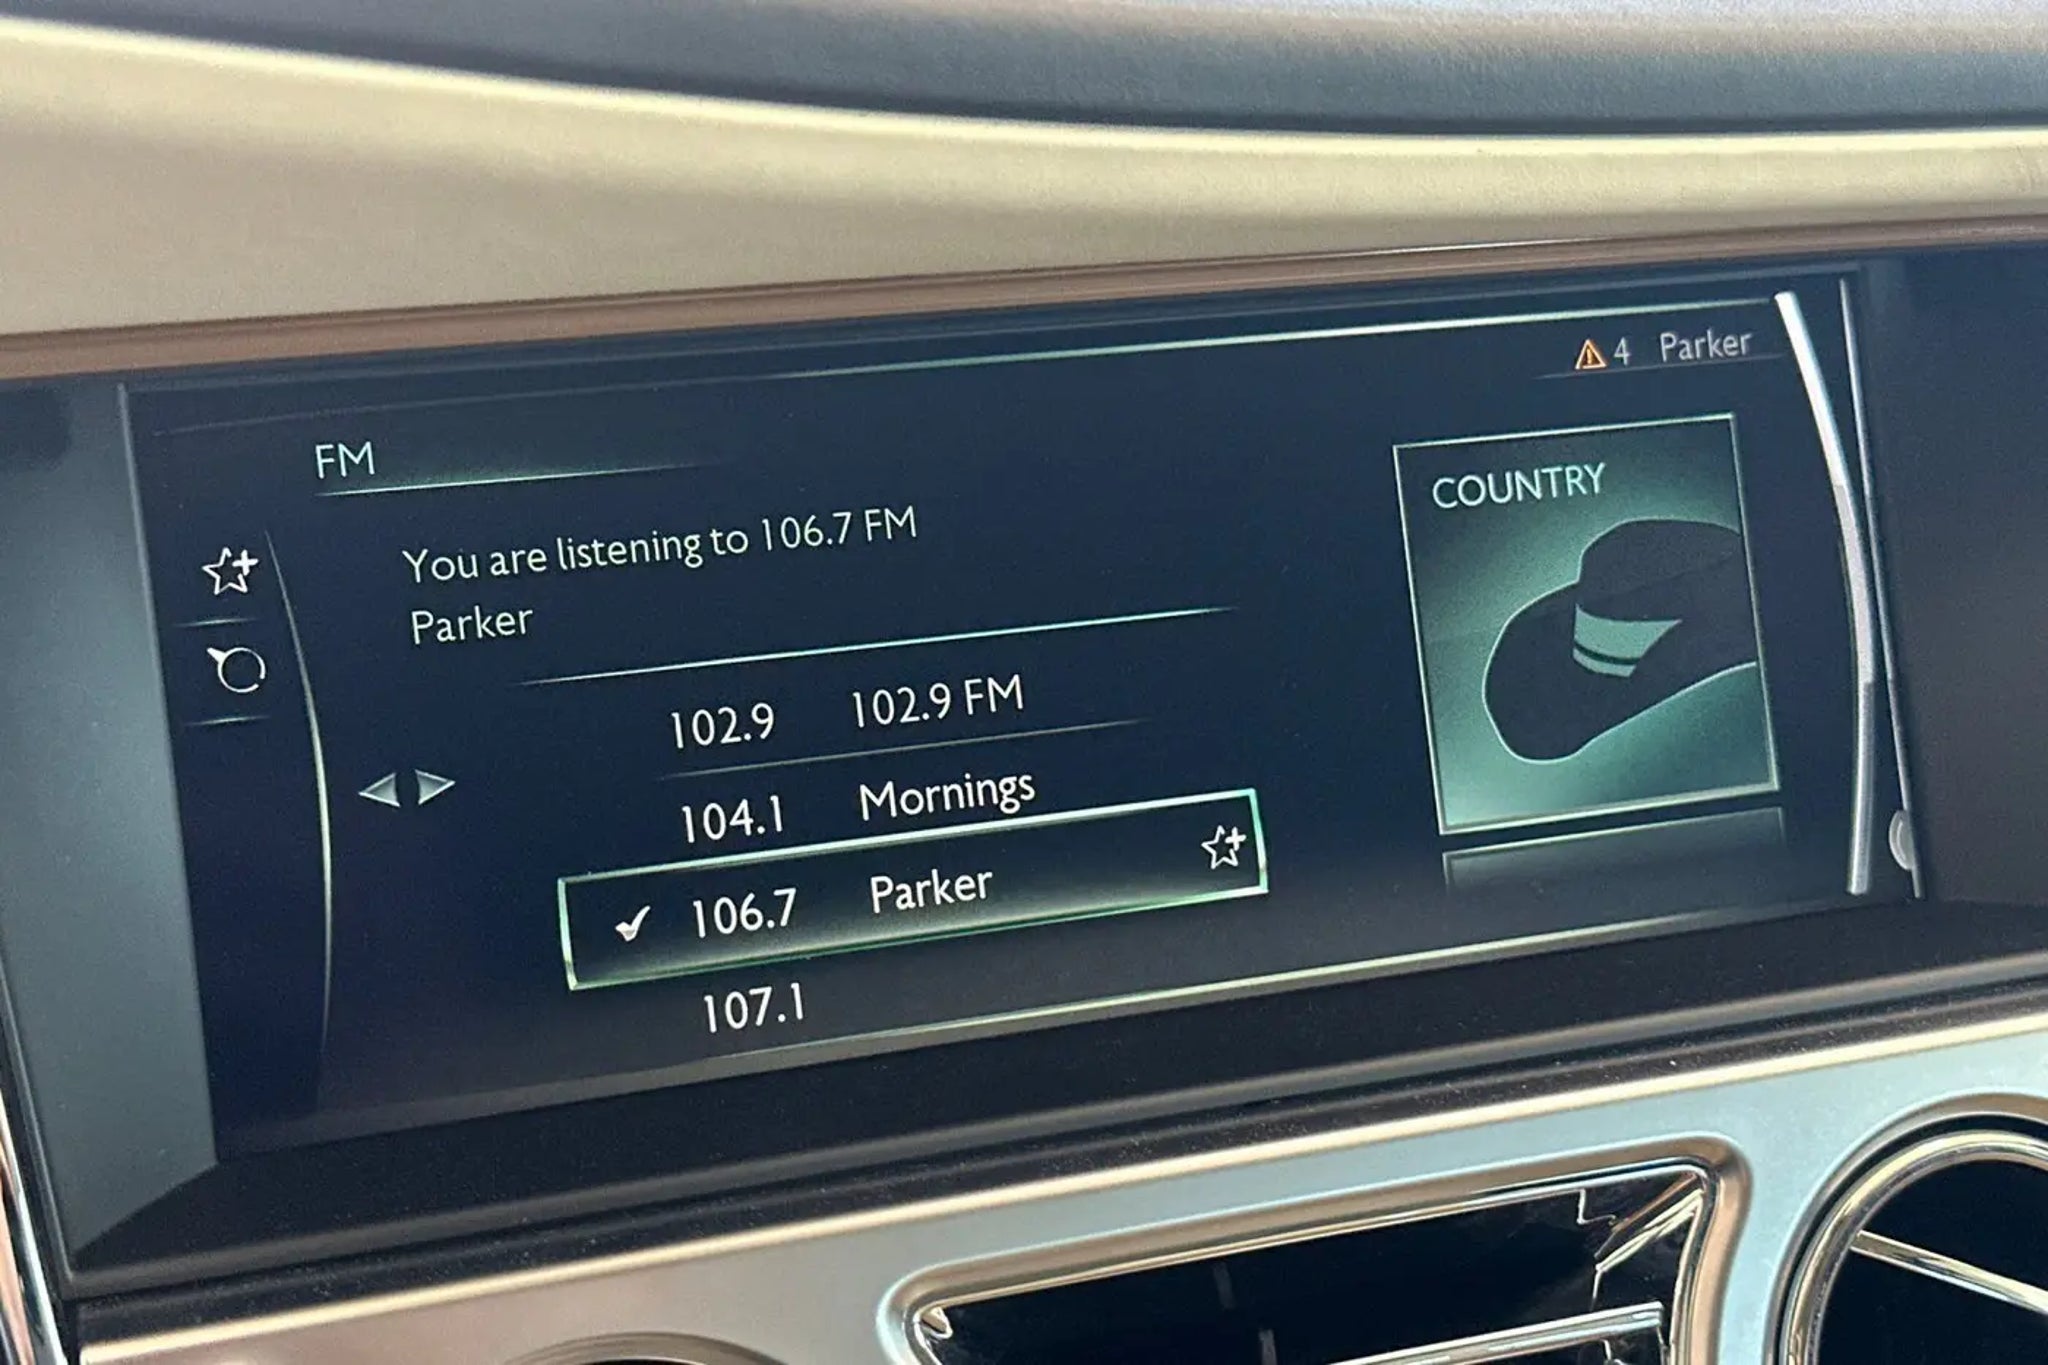 4 Parker
FM
COUNTRY
You are listening to 106.7 FM
Parker
102.9 102.9 FM
104.1 Mornings
106.7 Parker
107.1